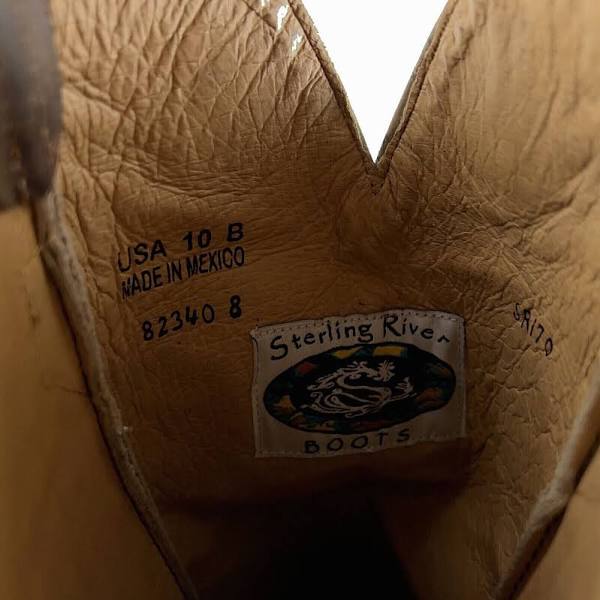 USA 10 B
MADE IN MEXICO
82340 8
Sterling River
BOOTS
SR170